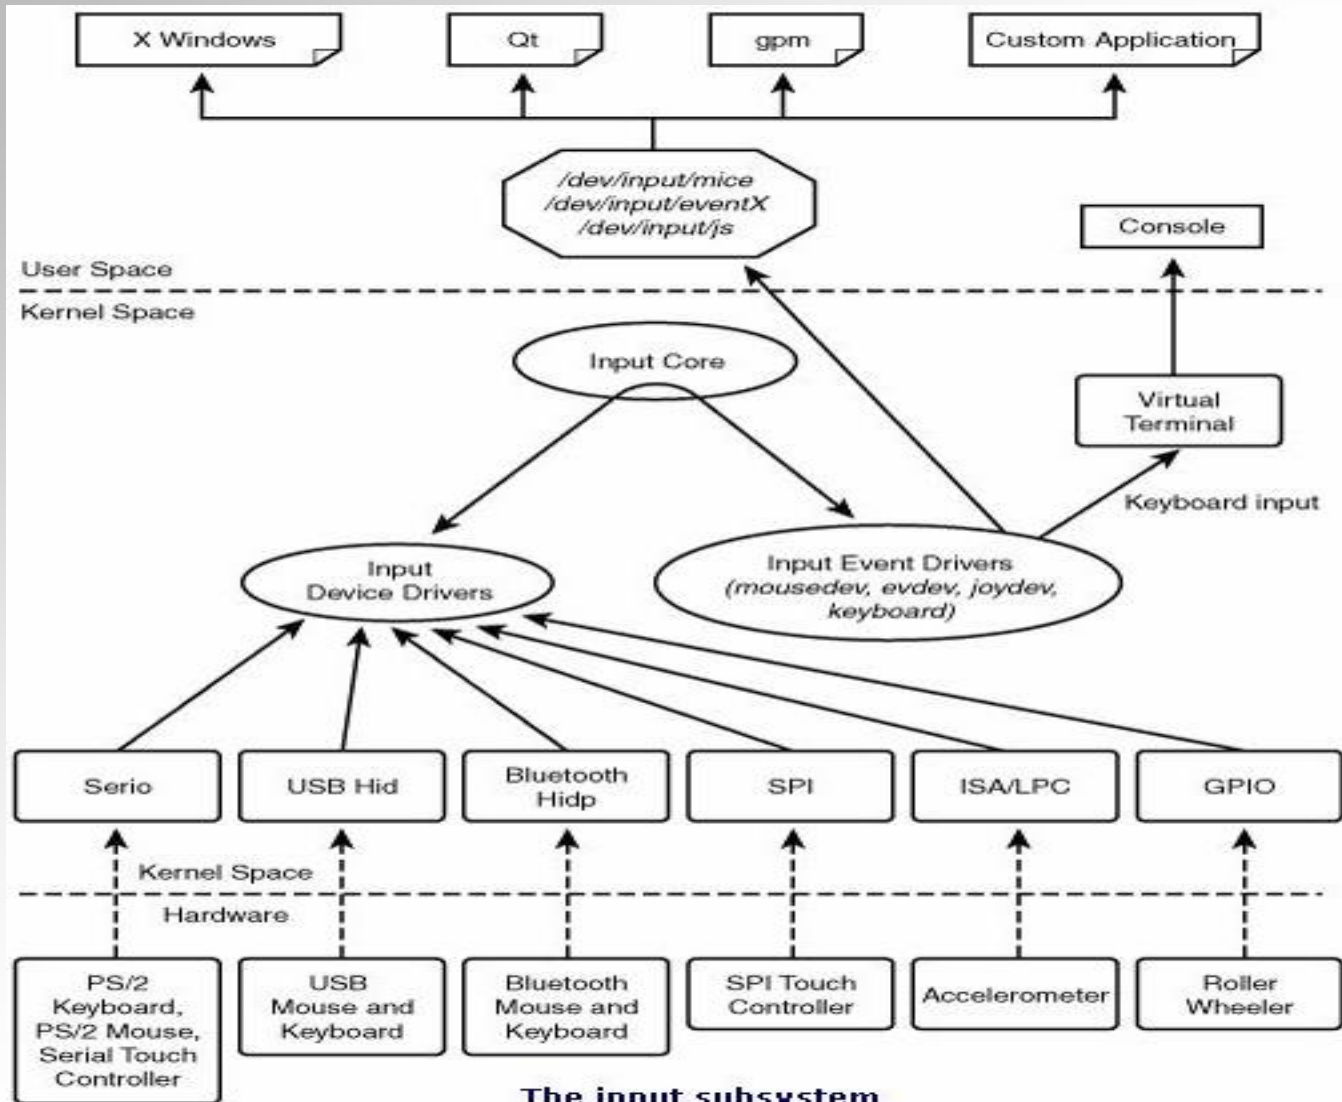 X Windows
Qt
gpm
Custom Application
/dev/input/mice
/dev/input/eventX
/dev/input/js
Console
User Space
Kernel Space
Input Core
Virtual
Terminal
Keyboard input
Input
Device Drivers
Input Event Drivers
(mousedev, evdev, joydev,
keyboard)
Serio
USB Hid
Bluetooth
Hidp
SPI
ISA/LPC
GPIO
Kernel Space
Hardware
PS/2
Keyboard,
PS/2 Mouse,
Serial Touch
Controller
USB
Mouse and
Keyboard
Bluetooth
Mouse and
Keyboard
SPI Touch
Controller
Accelerometer
Roller
Wheeler
The input subsystem